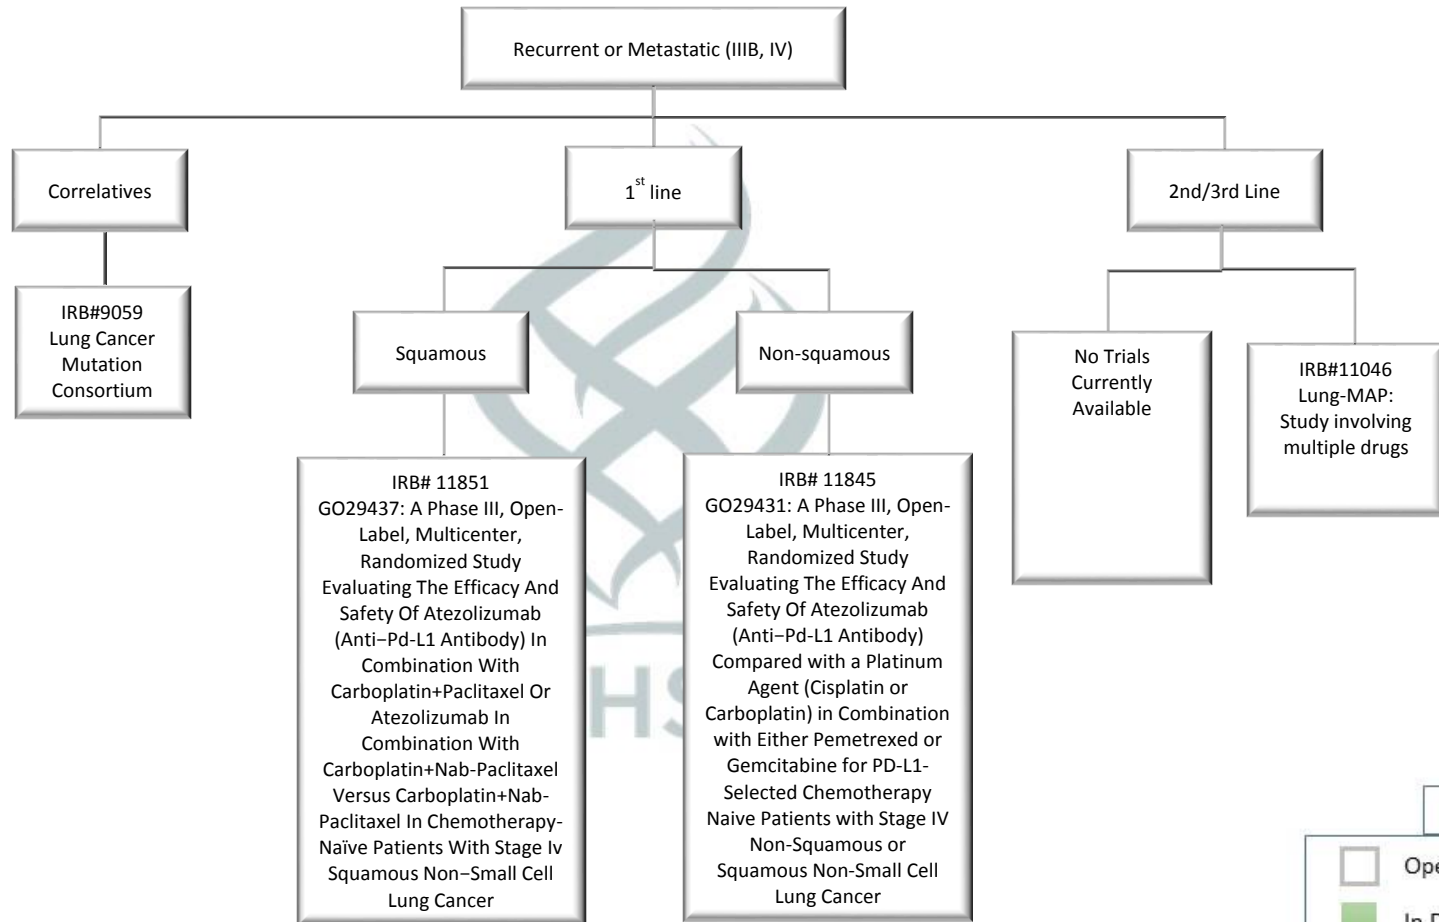 Recurrent or Metastatic (IIIB, IV)
Correlatives
1st line
2nd/3rd Line
IRB#9059
Lung Cancer
Mutation
Consortium
Squamous
Non-squamous
No Trials
Currently
Available
IRB#11046
Lung-MAP:
Study involving
multiple drugs
IRB# 11851
GO29437: A Phase III, Open-
Label, Multicenter,
Randomized Study
Evaluating The Efficacy And
Safety Of Atezolizumab
(Anti−Pd-L1 Antibody) In
Combination With
Carboplatin+Paclitaxel Or
Atezolizumab In
Combination With
Carboplatin+Nab-Paclitaxel
Versus Carboplatin+Nab-
Paclitaxel In Chemotherapy-
Naïve Patients With Stage Iv
Squamous Non−Small Cell
Lung Cancer
IRB# 11845
GO29431: A Phase III, Open-
Label, Multicenter,
Randomized Study
Evaluating The Efficacy And
Safety Of Atezolizumab
(Anti−Pd-L1 Antibody)
Compared with a Platinum
Agent (Cisplatin or
Carboplatin) in Combination
with Either Pemetrexed or
Gemcitabine for PD-L1-
Selected Chemotherapy
Naive Patients with Stage IV
Non-Squamous or
Squamous Non-Small Cell
Lung Cancer